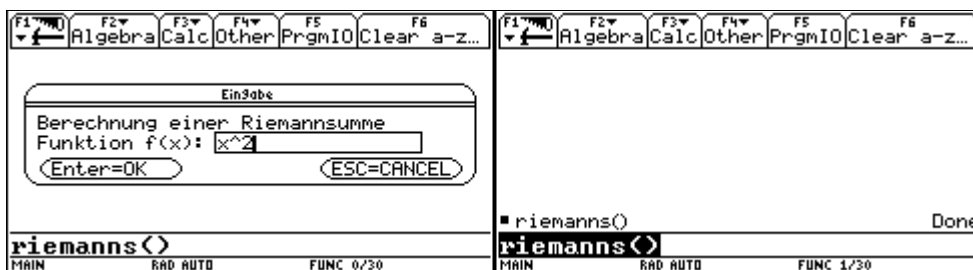 F1 F2 F3 F4 F5 F6
Algebra Calc Other PrgmIO Clear a-z…
Eingabe
Berechnung einer Riemannsumme
Funktion f(x): x^2
Enter=OK ESC=CANCEL
riemanns()
MAIN RAD AUTO FUNC 0/30
F1 F2 F3 F4 F5 F6
Algebra Calc Other PrgmIO Clear a-z…
riemanns() Done
riemanns()
MAIN RAD AUTO FUNC 1/30